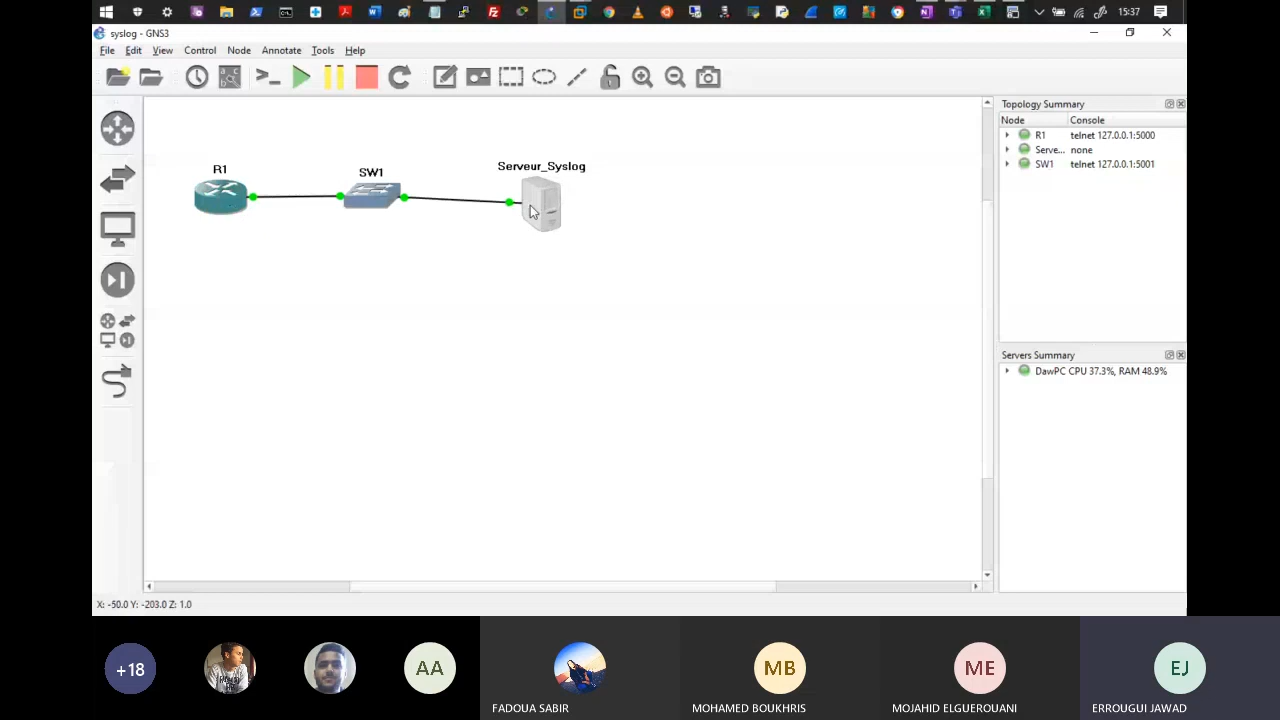 15:37
syslog - GNS3
File Edit View Control Node Annotate Tools Help
Topology Summary
Node Console
R1 telnet 127.0.0.1:5000
Serve... none
SW1 telnet 127.0.0.1:5001
R1
SW1
Serveur_Syslog
Servers Summary
DawPC CPU 37.3%, RAM 48.9%
X: -50.0 Y: -203.0 Z: 1.0
+18
AA
MB
ME
EJ
FADOUA SABIR
MOHAMED BOUKHRIS
MOJAHID ELGUEROUANI
ERROUGUI JAWAD